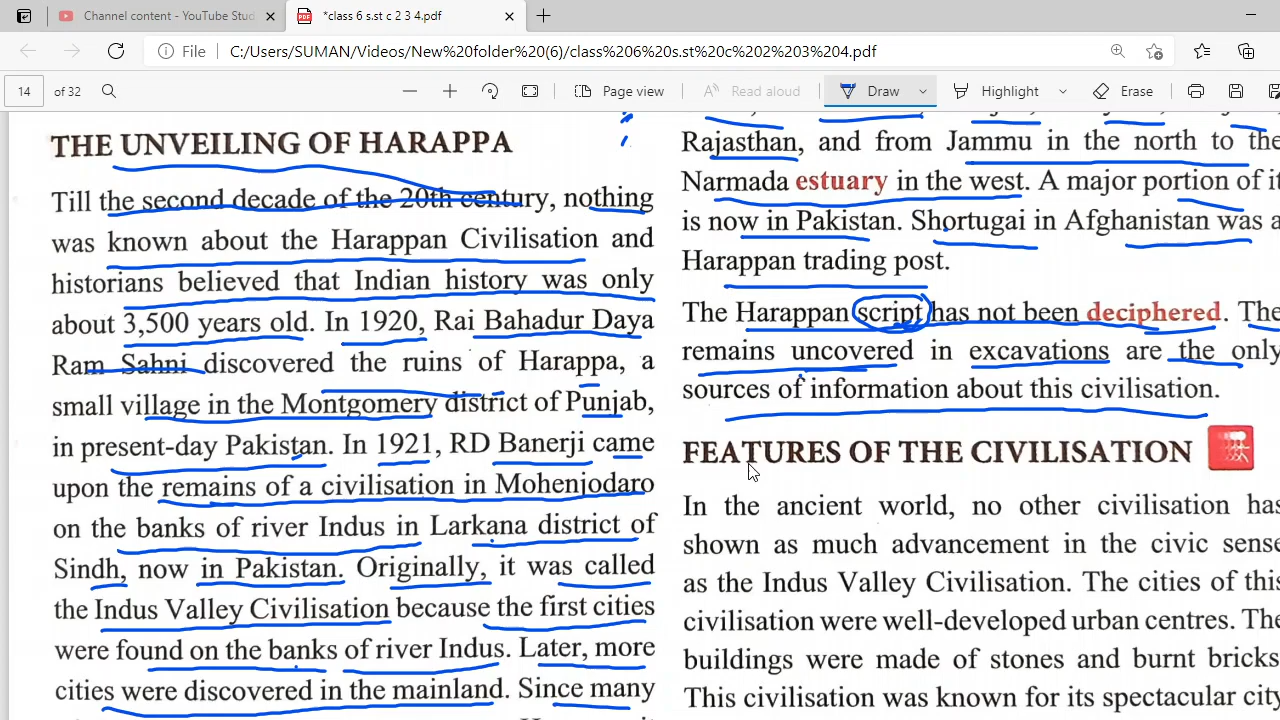 Channel content - YouTube Stud
*class 6 s.st c 2 3 4.pdf
File
C:/Users/SUMAN/Videos/New%20folder%20(6)/class%206%20s.st%20c%202%203%204.pdf
14 of 32
Page view
Read aloud
Draw
Highlight
Erase
THE UNVEILING OF HARAPPA
Till the second decade of the 20th century, nothing
was known about the Harappan Civilisation and
historians believed that Indian history was only
about 3,500 years old. In 1920, Rai Bahadur Daya
Ram Sahni discovered the ruins of Harappa, a
small village in the Montgomery district of Punjab,
in present-day Pakistan. In 1921, RD Banerji came
upon the remains of a civilisation in Mohenjodaro
on the banks of river Indus in Larkana district of
Sindh, now in Pakistan. Originally, it was called
the Indus Valley Civilisation because the first cities
were found on the banks of river Indus. Later, more
cities were discovered in the mainland. Since many
Rajasthan, and from Jammu in the north to the
Narmada estuary in the west. A major portion of it
is now in Pakistan. Shortugai in Afghanistan was a
Harappan trading post.
The Harappan script has not been deciphered. The
remains uncovered in excavations are the only
sources of information about this civilisation.
FEATURES OF THE CIVILISATION
In the ancient world, no other civilisation has
shown as much advancement in the civic sense
as the Indus Valley Civilisation. The cities of this
civilisation were well-developed urban centres. The
buildings were made of stones and burnt bricks.
This civilisation was known for its spectacular city